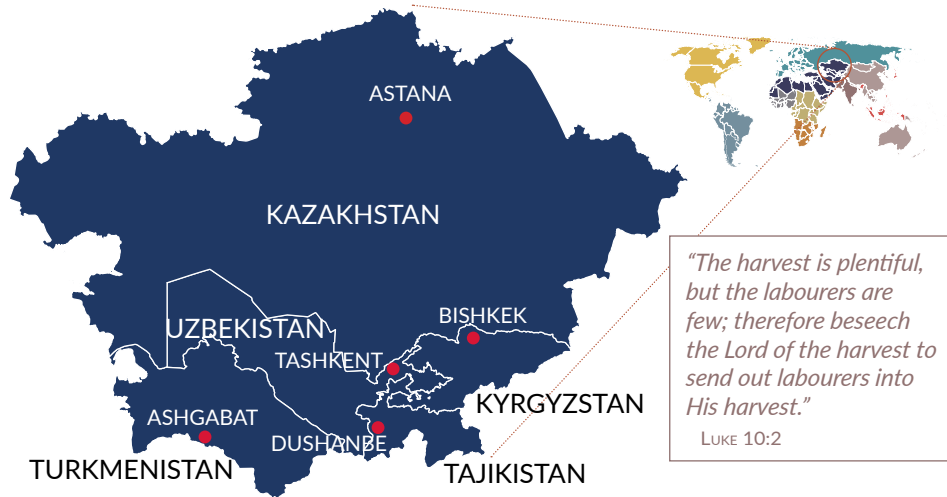 ASTANA
KAZAKHSTAN
UZBEKISTAN
BISHKEK
TASHKENT
KYRGYZSTAN
ASHGABAT
DUSHANBE
TURKMENISTAN
TAJIKISTAN
“The harvest is plentiful,
but the labourers are
few; therefore beseech
the Lord of the harvest to
send out labourers into
His harvest.”
Luke 10:2